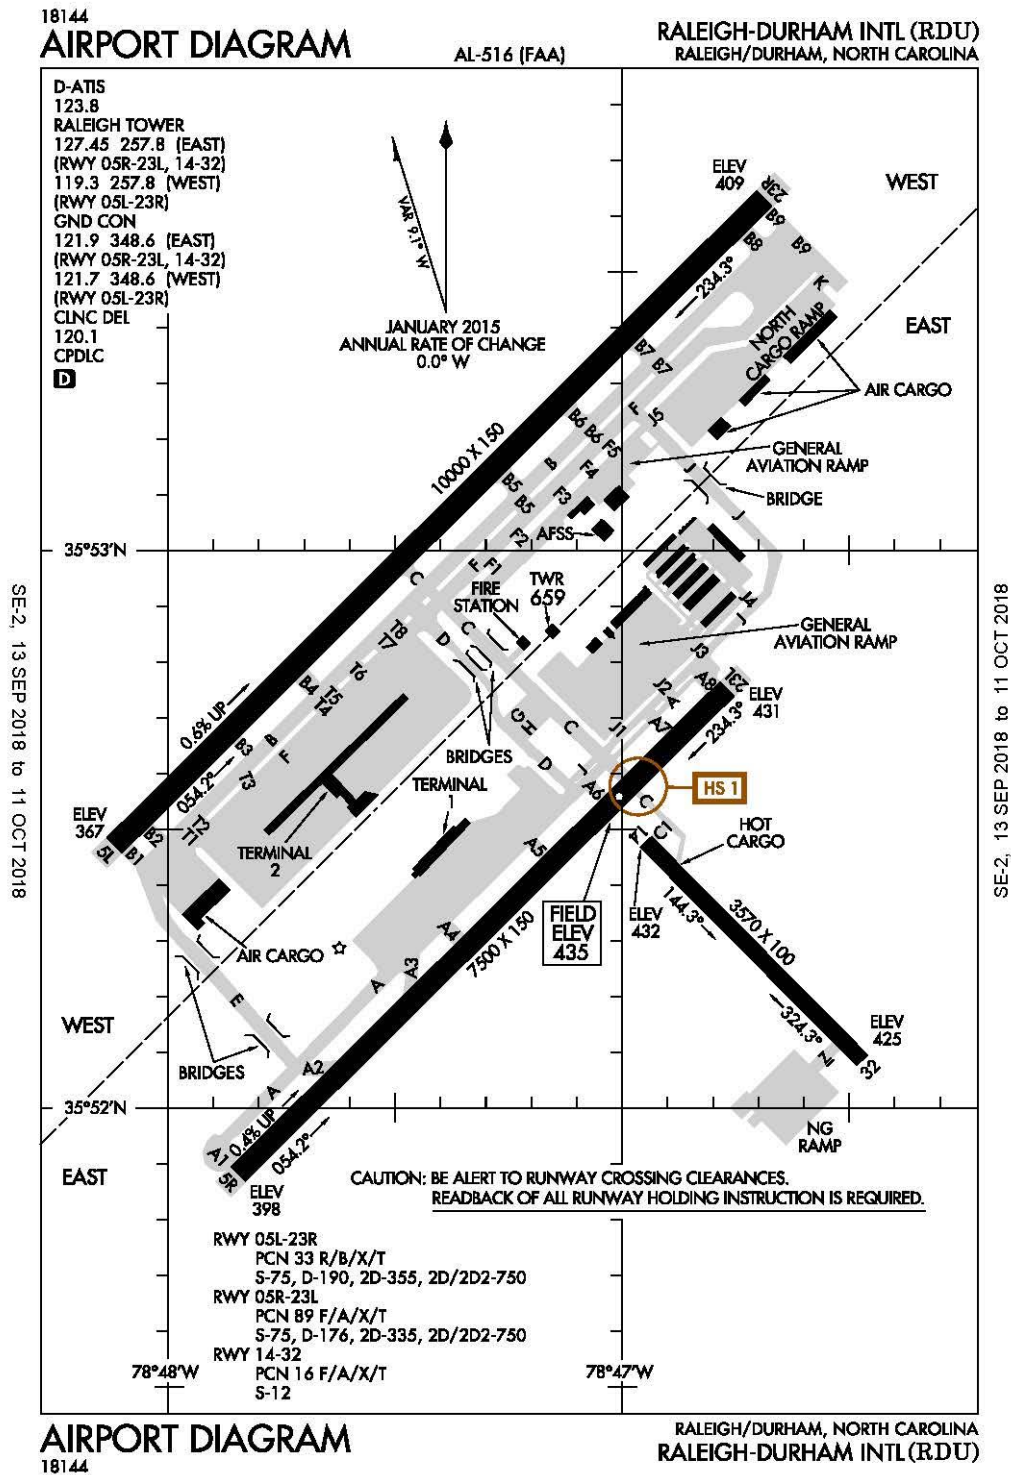 18144
AIRPORT DIAGRAM
AL-516 (FAA)
RALEIGH-DURHAM INTL (RDU)
RALEIGH/DURHAM, NORTH CAROLINA
D-ATIS
123.8
RALEIGH TOWER
127.45 257.8 (EAST)
(RWY 05R-23L, 14-32)
119.3 257.8 (WEST)
(RWY 05L-23R)
GND CON
121.9 348.6 (EAST)
(RWY 05R-23L, 14-32)
121.7 348.6 (WEST)
(RWY 05L-23R)
CLNC DEL
120.1
CPDLC
D
VAR 9.1° W
JANUARY 2015
ANNUAL RATE OF CHANGE
0.0° W
ELEV
409
23R
B9
B9
B8
WEST
EAST
234.3°
K
NORTH
CARGO RAMP
AIR CARGO
B7
B7
F
J5
B6
B6
F5
10000 X 150
B
F4
GENERAL
AVIATION RAMP
J
BRIDGE
B5
B5
F3
J
AFSS
F2
35°53'N
C
F
F1
FIRE
STATION
TWR
659
J4
J
T8
T7
D
C
GENERAL
AVIATION RAMP
J3
T6
B4
T5
T4
A8
23L
J2
A
ELEV
431
0.6% UP
B3
B
F
G
H
C
J1
A7
234.3°
BRIDGES
054.2°
T3
D
J
A6
HS 1
TERMINAL
1
C
ELEV
367
T2
T1
B2
B1
5L
HOT
CARGO
14
C1
TERMINAL
2
A5
FIELD
ELEV
435
ELEV
432
144.3°
3570 X 100
A4
7500 X 150
AIR CARGO
A3
A
E
324.3°
ELEV
425
WEST
BRIDGES
A2
N1
32
A
35°52'N
0.4% UP
054.2°
NG
RAMP
A1
5R
EAST
ELEV
398
CAUTION: BE ALERT TO RUNWAY CROSSING CLEARANCES.
READBACK OF ALL RUNWAY HOLDING INSTRUCTION IS REQUIRED.
RWY 05L-23R
PCN 33 R/B/X/T
S-75, D-190, 2D-355, 2D/2D2-750
RWY 05R-23L
PCN 89 F/A/X/T
S-75, D-176, 2D-335, 2D/2D2-750
RWY 14-32
PCN 16 F/A/X/T
S-12
78°48'W
78°47'W
SE-2, 13 SEP 2018 to 11 OCT 2018
SE-2, 13 SEP 2018 to 11 OCT 2018
AIRPORT DIAGRAM
18144
RALEIGH/DURHAM, NORTH CAROLINA
RALEIGH-DURHAM INTL (RDU)